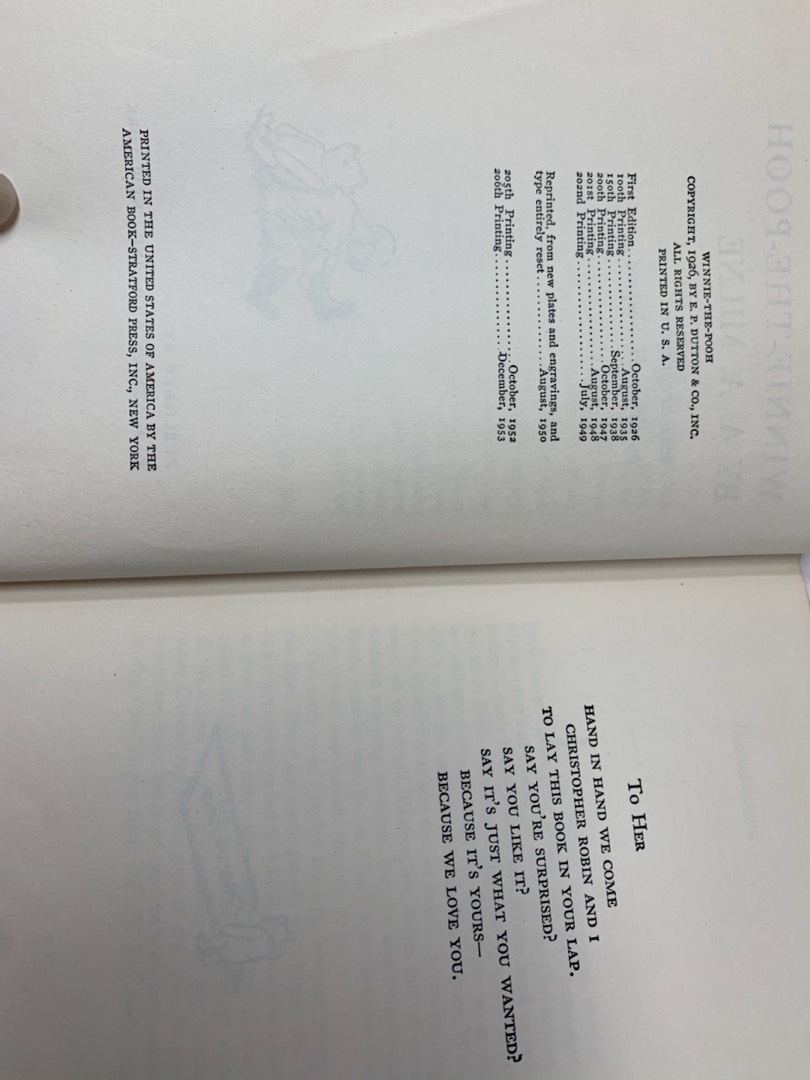 WINNIE-THE-POOH
COPYRIGHT, 1926, BY E. P. DUTTON & CO., INC.
ALL RIGHTS RESERVED
PRINTED IN U. S. A.
First Edition....................October, 1926
100th Printing..................August, 1935
150th Printing................September, 1938
200th Printing..................October, 1947
201st Printing...................August, 1948
202nd Printing....................July, 1949
Reprinted, from new plates and engravings, and
type entirely reset..............August, 1950
205th Printing.................October, 1952
206th Printing................December, 1953
PRINTED IN THE UNITED STATES OF AMERICA BY THE
AMERICAN BOOK–STRATFORD PRESS, INC., NEW YORK
TO HER
HAND IN HAND WE COME
CHRISTOPHER ROBIN AND I
TO LAY THIS BOOK IN YOUR LAP.
SAY YOU'RE SURPRISED?
SAY YOU LIKE IT?
SAY IT'S JUST WHAT YOU WANTED?
BECAUSE IT'S YOURS—
BECAUSE WE LOVE YOU.